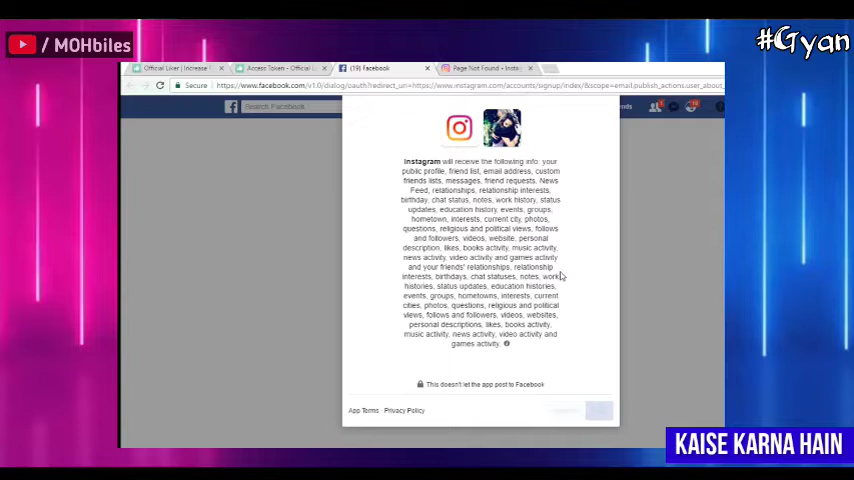 / MOHbiles
#Gyan
Official Liker | Increase
Access Token - Official L
(19) Facebook
Page Not Found - Insta
Secure
https://www.facebook.com/v1.0/dialog/oauth?redirect_uri=https://www.instagram.com/accounts/signup/index/&scope=email,publish_actions,user_about_
Search Facebook
Instagram will receive the following info: your
public profile, friend list, email address, custom
friends lists, messages, friend requests, News
Feed, relationships, relationship interests,
birthday, chat status, notes, work history, status
updates, education history, events, groups,
hometown, interests, current city, photos,
questions, religious and political views, follows
and followers, videos, website, personal
description, likes, books activity, music activity,
news activity, video activity and games activity
and your friends' relationships, relationship
interests, birthdays, chat statuses, notes, work
histories, status updates, education histories,
events, groups, hometowns, interests, current
cities, photos, questions, religious and political
views, follows and followers, videos, websites,
personal descriptions, likes, books activity,
music activity, news activity, video activity and
games activity.
This doesn't let the app post to Facebook
App Terms · Privacy Policy
KAISE KARNA HAIN